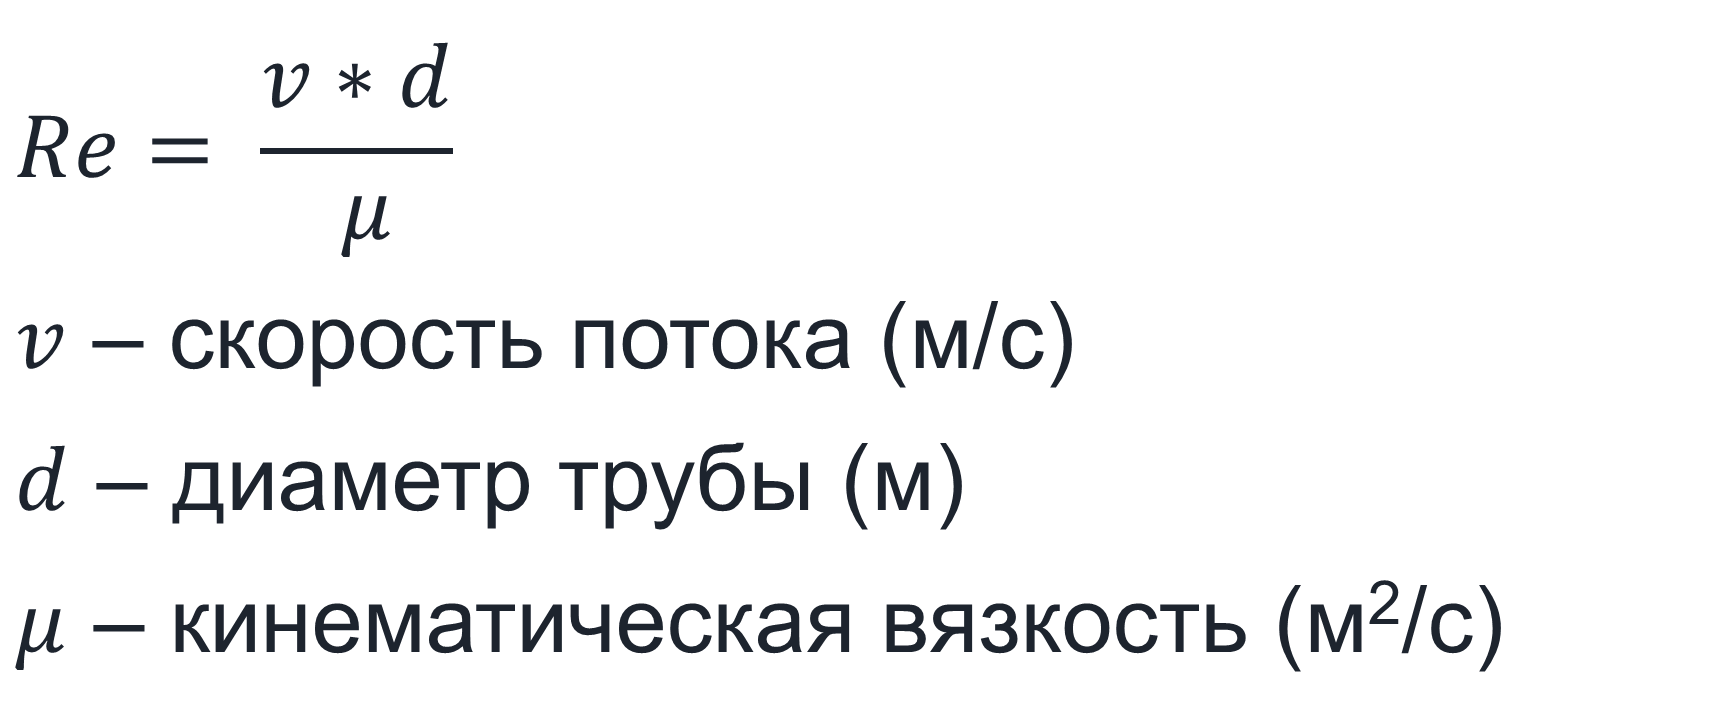 Re = v * d / μ
v – скорость потока (м/с)
d – диаметр трубы (м)
μ – кинематическая вязкость (м²/с)